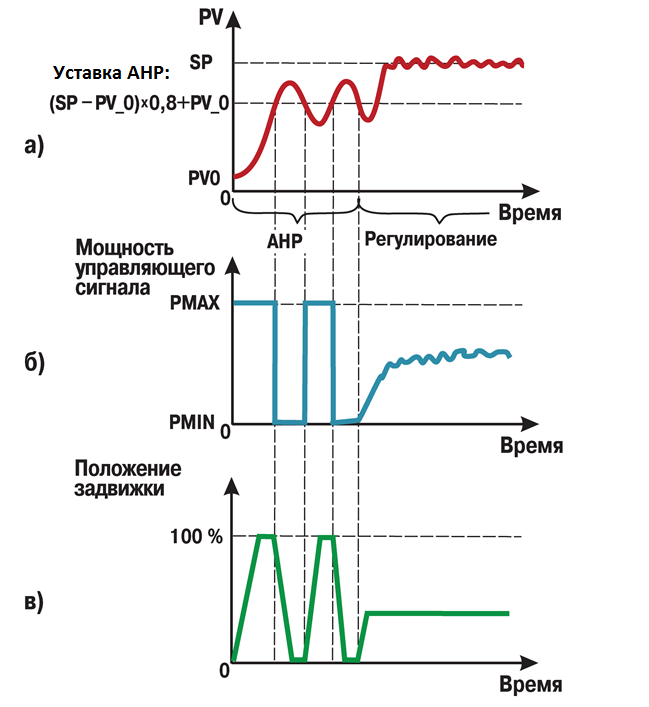 PV
SP
Уставка АНР:
(SP – PV_0)×0,8+PV_0
а)
PV0
0
Время
АНР
Регулирование
Мощность
управляющего
сигнала
PMAX
б)
PMIN
0
Время
Положение
задвижки
100 %
в)
0
Время